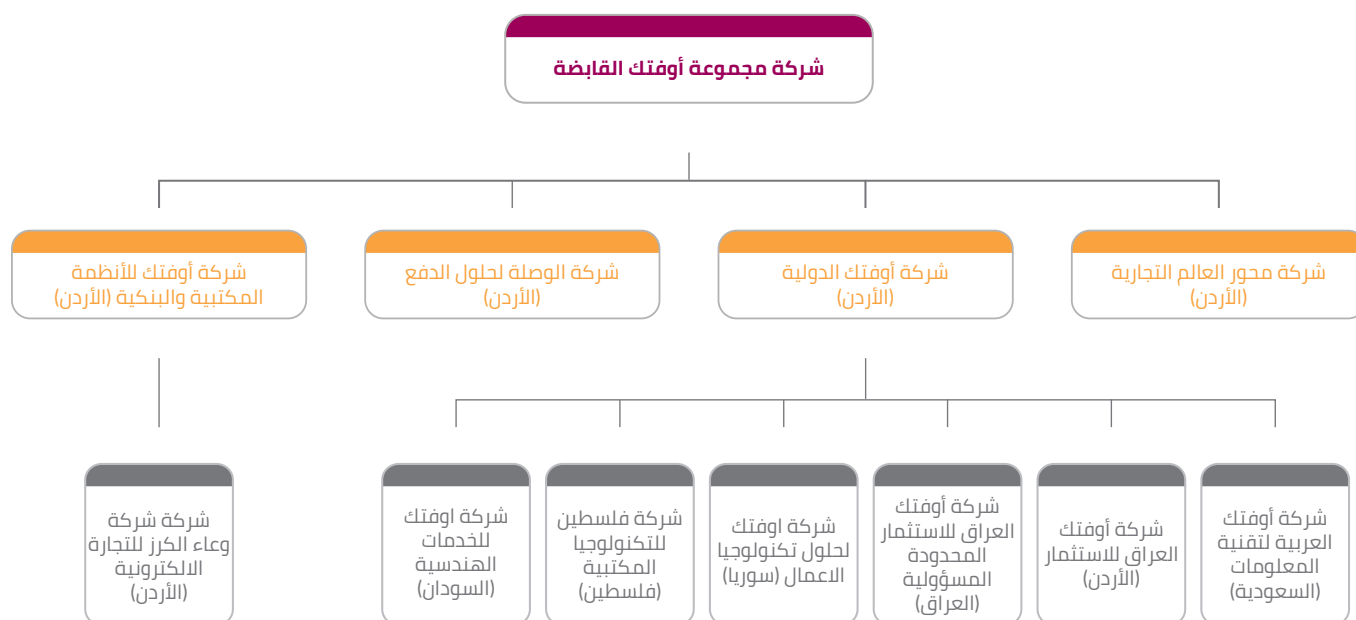 شركة مجموعة أوفتك القابضة
شركة محور العالم التجارية
(الأردن)
شركة أوفتك الدولية
(الأردن)
شركة الوصلة لحلول الدفع
(الأردن)
شركة أوفتك للأنظمة
المكتبية والبنكية (الأردن)
شركة أوفتك
العربية لتقنية
المعلومات
(السعودية)
شركة أوفتك
العراق للاستثمار
(الأردن)
شركة أوفتك
العراق للاستثمار
المحدودة
المسؤولية
(العراق)
شركة اوفتك
لحلول تكنولوجيا
الاعمال (سوريا)
شركة فلسطين
للتكنولوجيا
المكتبية
(فلسطين)
شركة اوفتك
للخدمات
الهندسية
(السودان)
شركة شركة
وعاء الكرز للتجارة
الالكترونية
(الأردن)